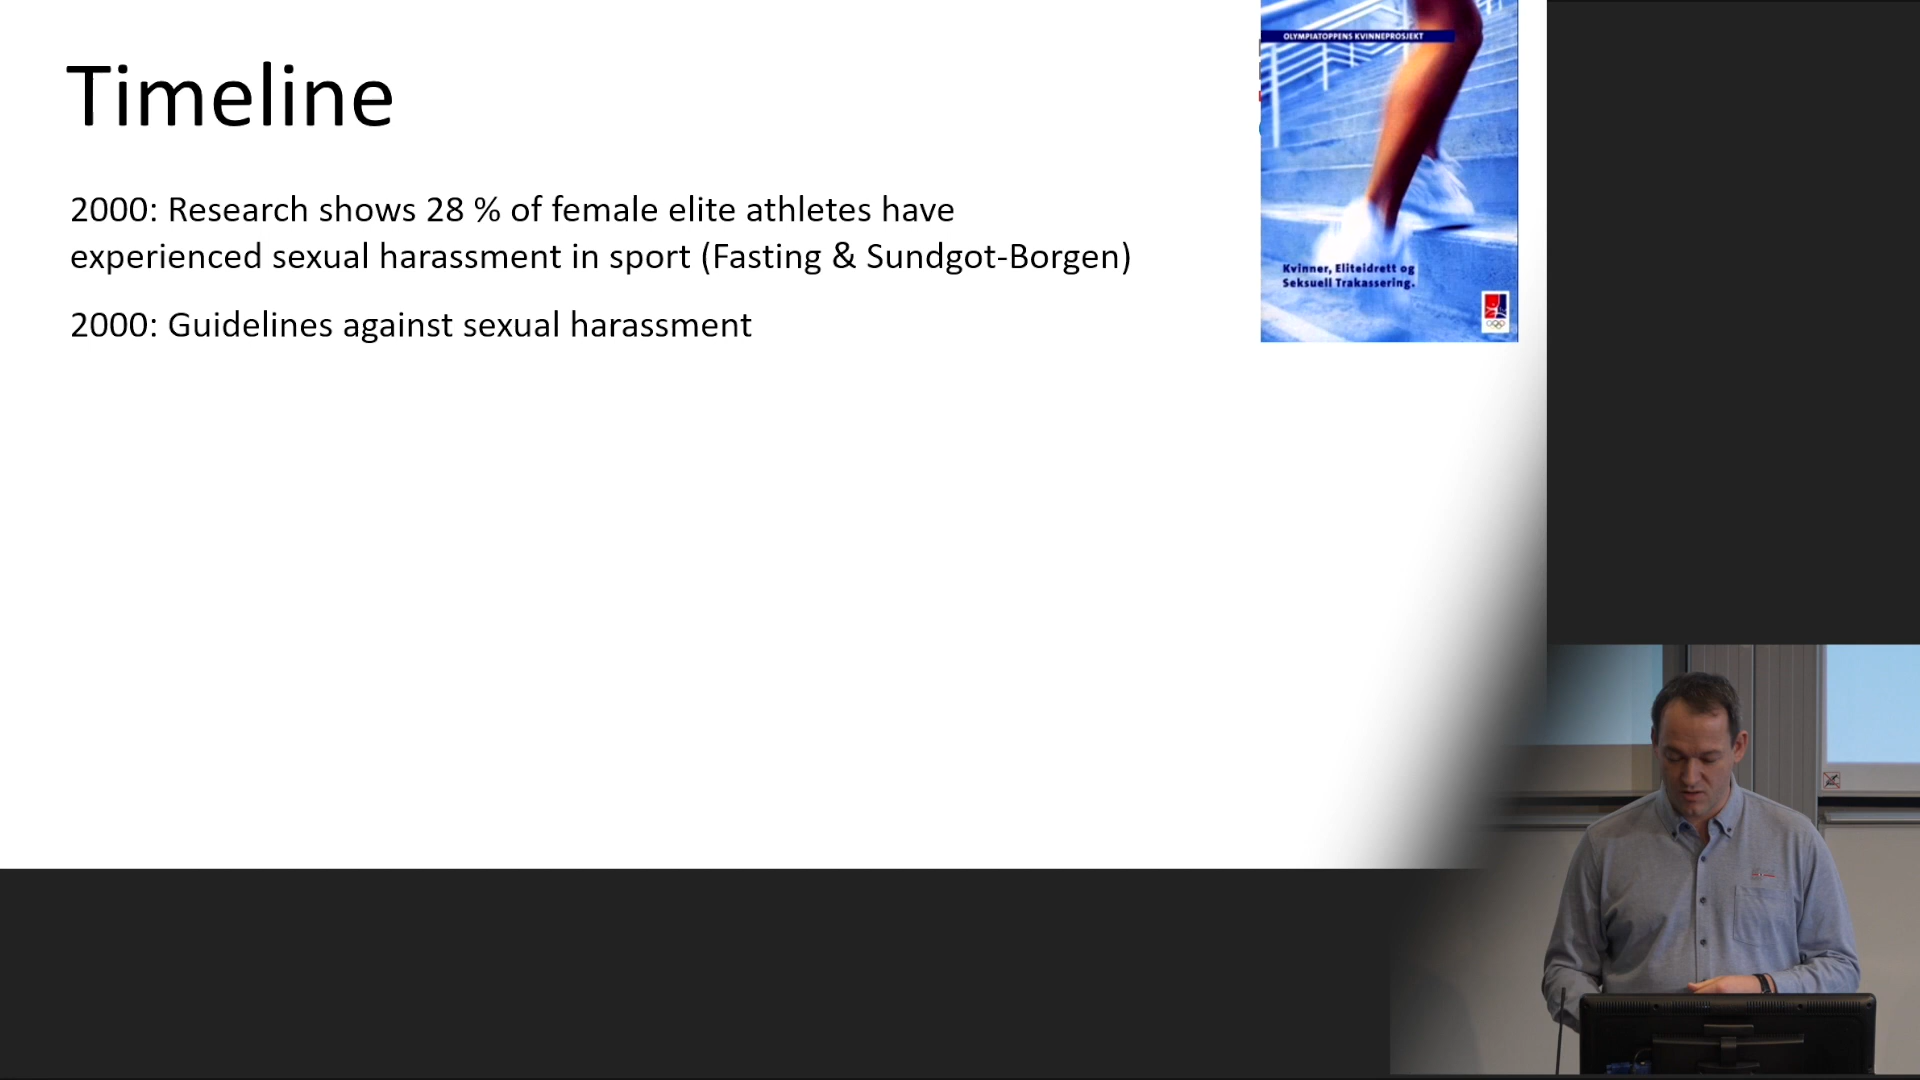 Timeline
2000: Research shows 28 % of female elite athletes have
experienced sexual harassment in sport (Fasting & Sundgot-Borgen)
2000: Guidelines against sexual harassment
OLYMPIATOPPENS KVINNEPROSJEKT
Kvinner, Eliteidrett og
Seksuell Trakassering.